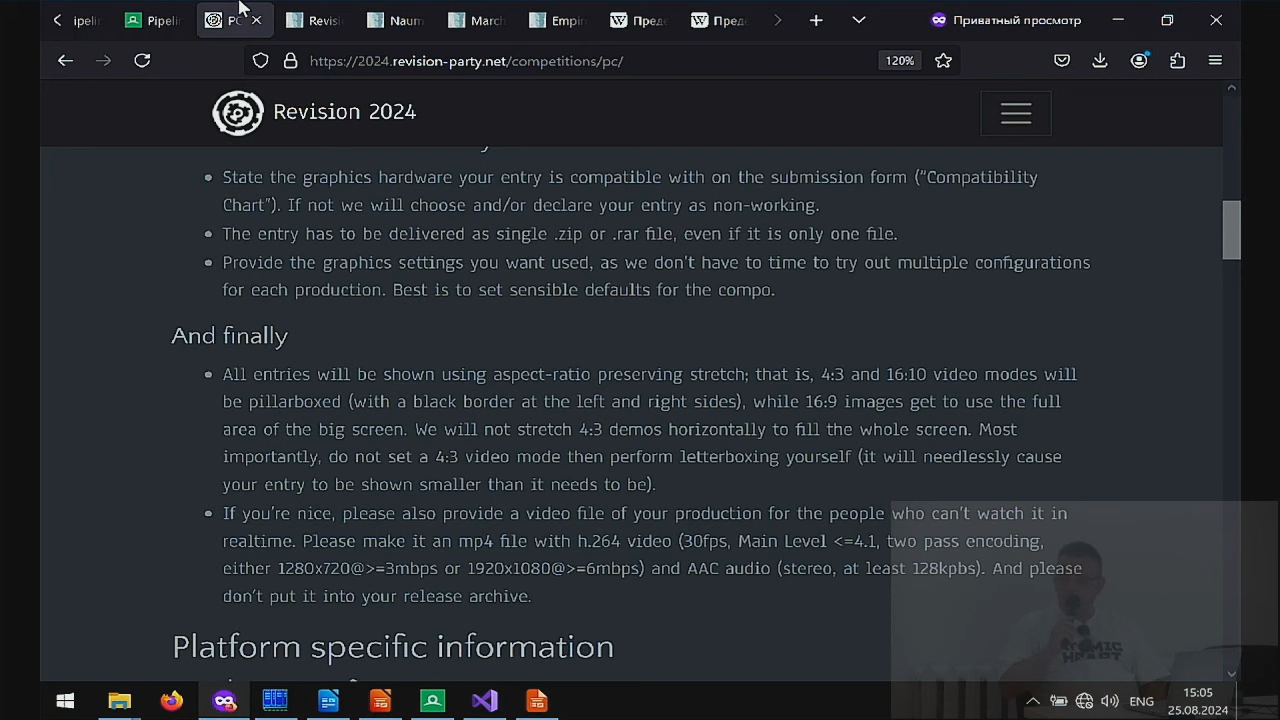 ipelin
Pipelin
PC
Revisi
Naum
March
Empir
Пред
Пред
Приватный просмотр
https://2024.revision-party.net/competitions/pc/
120%
Revision 2024
State the graphics hardware your entry is compatible with on the submission form (“Compatibility
Chart”). If not we will choose and/or declare your entry as non-working.
The entry has to be delivered as single .zip or .rar file, even if it is only one file.
Provide the graphics settings you want used, as we don’t have to time to try out multiple configurations
for each production. Best is to set sensible defaults for the compo.
And finally
All entries will be shown using aspect-ratio preserving stretch; that is, 4:3 and 16:10 video modes will
be pillarboxed (with a black border at the left and right sides), while 16:9 images get to use the full
area of the big screen. We will not stretch 4:3 demos horizontally to fill the whole screen. Most
importantly, do not set a 4:3 video mode then perform letterboxing yourself (it will needlessly cause
your entry to be shown smaller than it needs to be).
If you’re nice, please also provide a video file of your production for the people who can’t watch it in
realtime. Please make it an mp4 file with h.264 video (30fps, Main Level <=4.1, two pass encoding,
either 1280x720@>=3mbps or 1920x1080@>=6mbps) and AAC audio (stereo, at least 128kpbs). And please
don’t put it into your release archive.
Platform specific information
HEART
ENG
15:05
25.08.2024